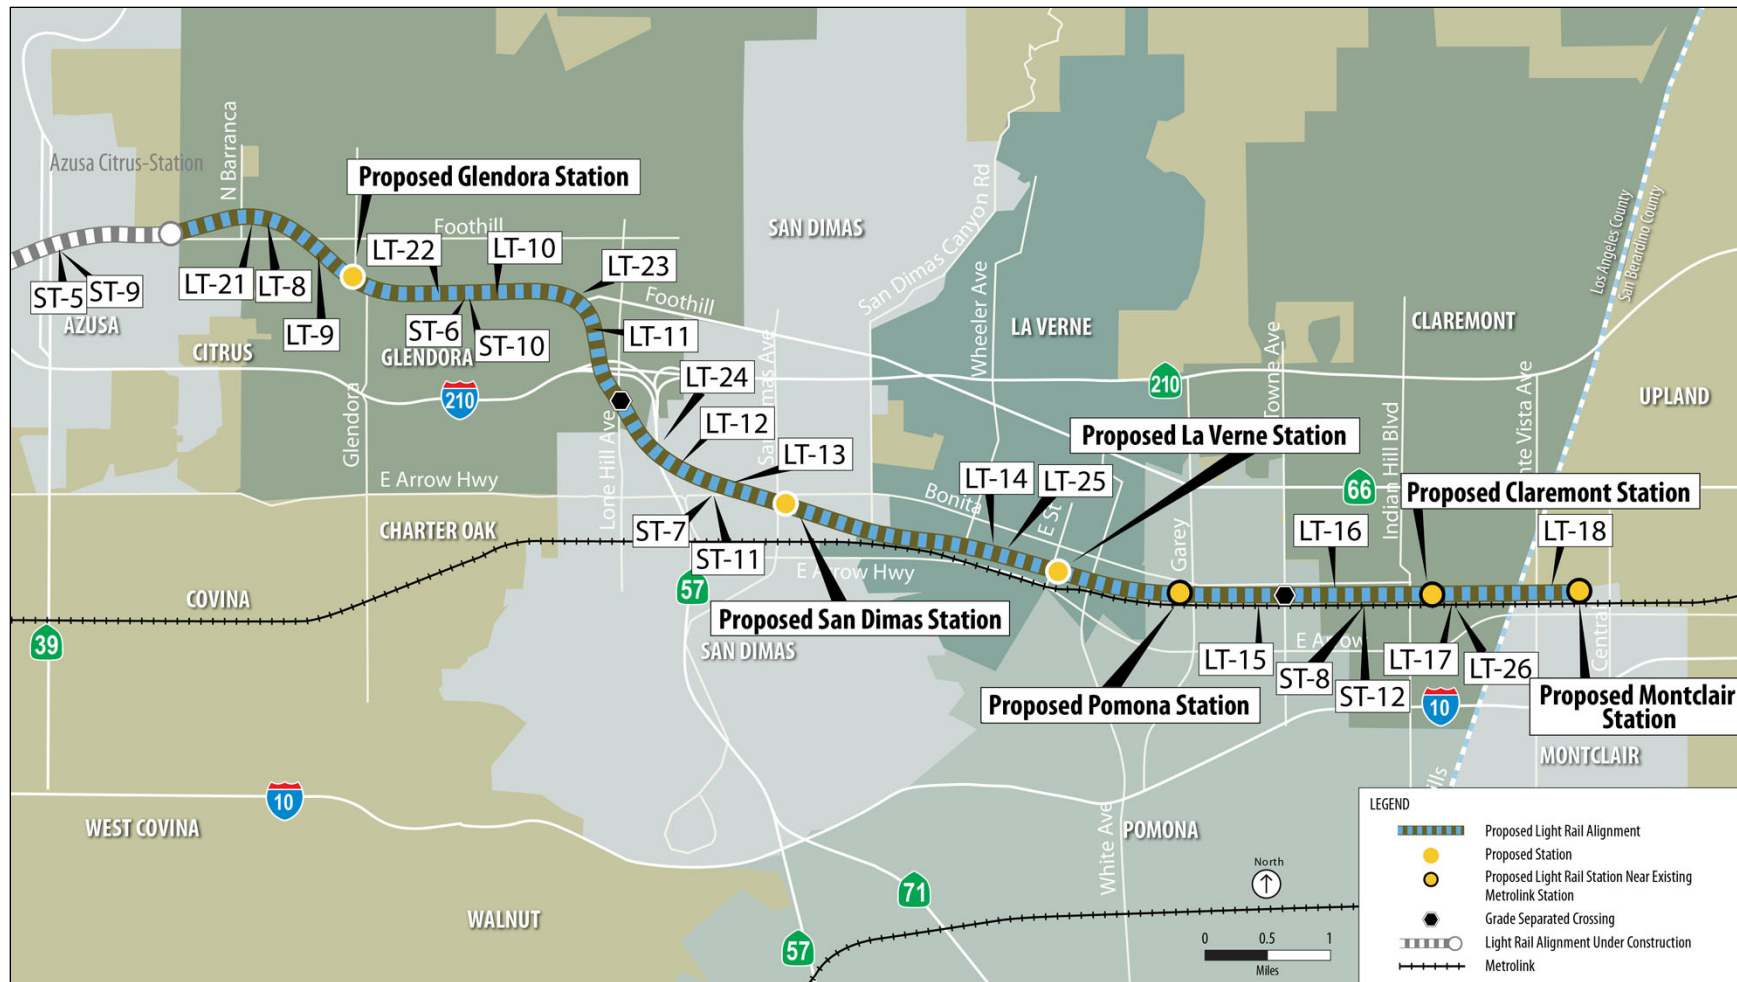 Azusa Citrus-Station
N Barranca
Proposed Glendora Station
Foothill
SAN DIMAS
San Dimas Canyon Rd
Wheeler Ave
LA VERNE
CLAREMONT
Los Angeles County
San Berardino County
LT-22
LT-10
LT-23
ST-5
ST-9
AZUSA
LT-21
LT-8
LT-9
CITRUS
ST-6
GLENDORA
ST-10
Foothill
LT-11
LT-24
210
210
UPLAND
Glendora
Lone Hill Ave
LT-12
Towne Ave
Indian Hill Blvd
Proposed La Verne Station
LT-13
E Arrow Hwy
CHARTER OAK
ST-7
ST-11
Bonita
LT-14
LT-25
E St
Garey
66
Proposed Claremont Station
LT-16
LT-18
57
E Arrow Hwy
COVINA
39
Proposed San Dimas Station
SAN DIMAS
Proposed Pomona Station
LT-15
E Arrow
ST-8
ST-12
LT-17
LT-26
10
Central
Proposed Montclair
Station
MONTCLAIR
10
WEST COVINA
White Ave
POMONA
WALNUT
71
57
North
0 0.5 1
Miles
LEGEND
Proposed Light Rail Alignment
Proposed Station
Proposed Light Rail Station Near Existing
Metrolink Station
Grade Separated Crossing
Light Rail Alignment Under Construction
Metrolink